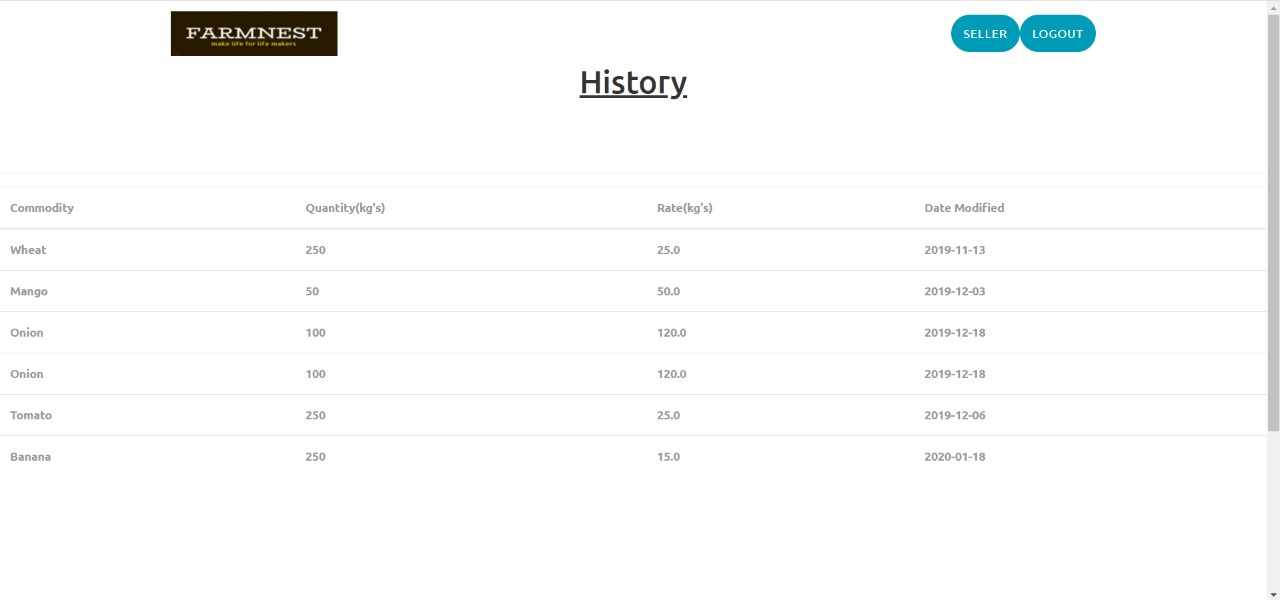 FARMNEST
make life for life makers
SELLER LOGOUT
History
Commodity Quantity(kg's) Rate(kg's) Date Modified
Wheat 250 25.0 2019-11-13
Mango 50 50.0 2019-12-03
Onion 100 120.0 2019-12-18
Onion 100 120.0 2019-12-18
Tomato 250 25.0 2019-12-06
Banana 250 15.0 2020-01-18